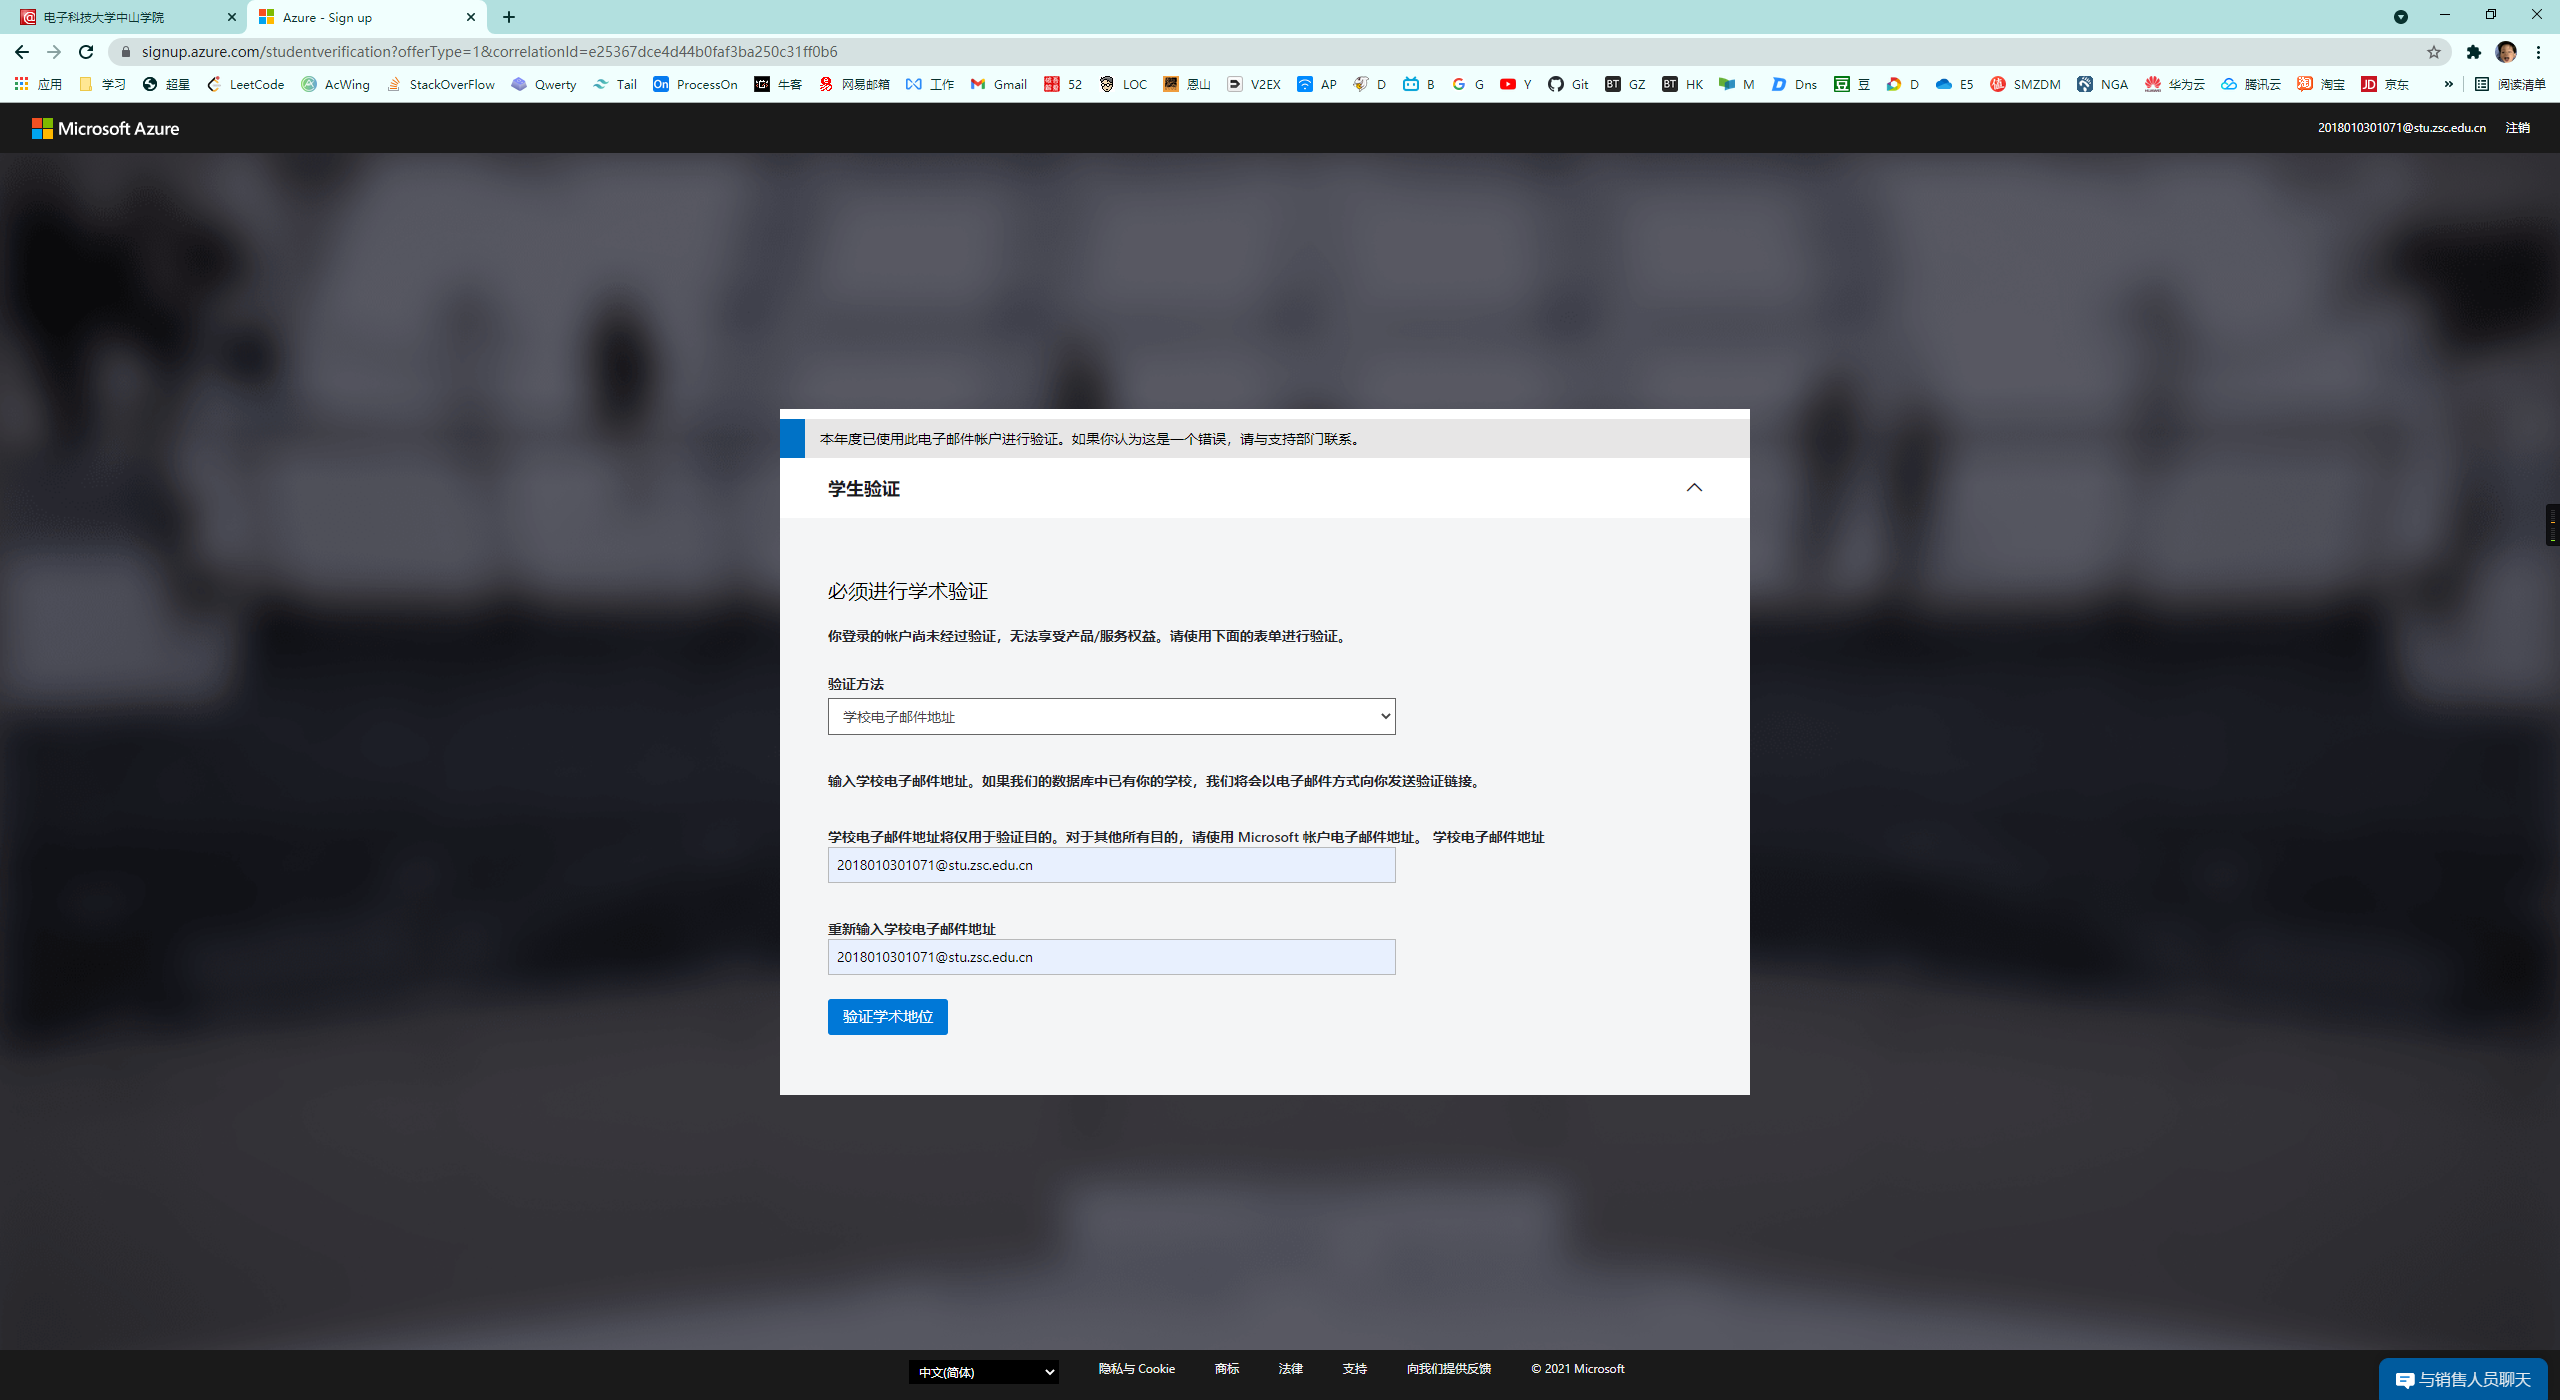 电子科技大学中山学院
Azure - Sign up
signup.azure.com/studentverification?offerType=1&correlationId=e25367dce4d44b0faf3ba250c31ff0b6
应用 学习 超星 LeetCode AcWing StackOverFlow Qwerty Tail On ProcessOn 牛客 网易邮箱 工作 Gmail 52 LOC 恩山 V2EX AP D B G Y Git BT GZ BT HK M Dns 豆 D E5 SMZDM NGA 华为云 腾讯云 淘宝 JD 京东 » 阅读清单
Microsoft Azure
2018010301071@stu.zsc.edu.cn 注销
本年度已使用此电子邮件帐户进行验证。如果你认为这是一个错误，请与支持部门联系。
学生验证
必须进行学术验证
你登录的帐户尚未经过验证，无法享受产品/服务权益。请使用下面的表单进行验证。
验证方法
学校电子邮件地址
输入学校电子邮件地址。如果我们的数据库中已有你的学校，我们将会以电子邮件方式向你发送验证链接。
学校电子邮件地址将仅用于验证目的。对于其他所有目的，请使用 Microsoft 帐户电子邮件地址。 学校电子邮件地址
2018010301071@stu.zsc.edu.cn
重新输入学校电子邮件地址
2018010301071@stu.zsc.edu.cn
验证学术地位
中文(简体) 隐私与 Cookie 商标 法律 支持 向我们提供反馈 © 2021 Microsoft
与销售人员聊天